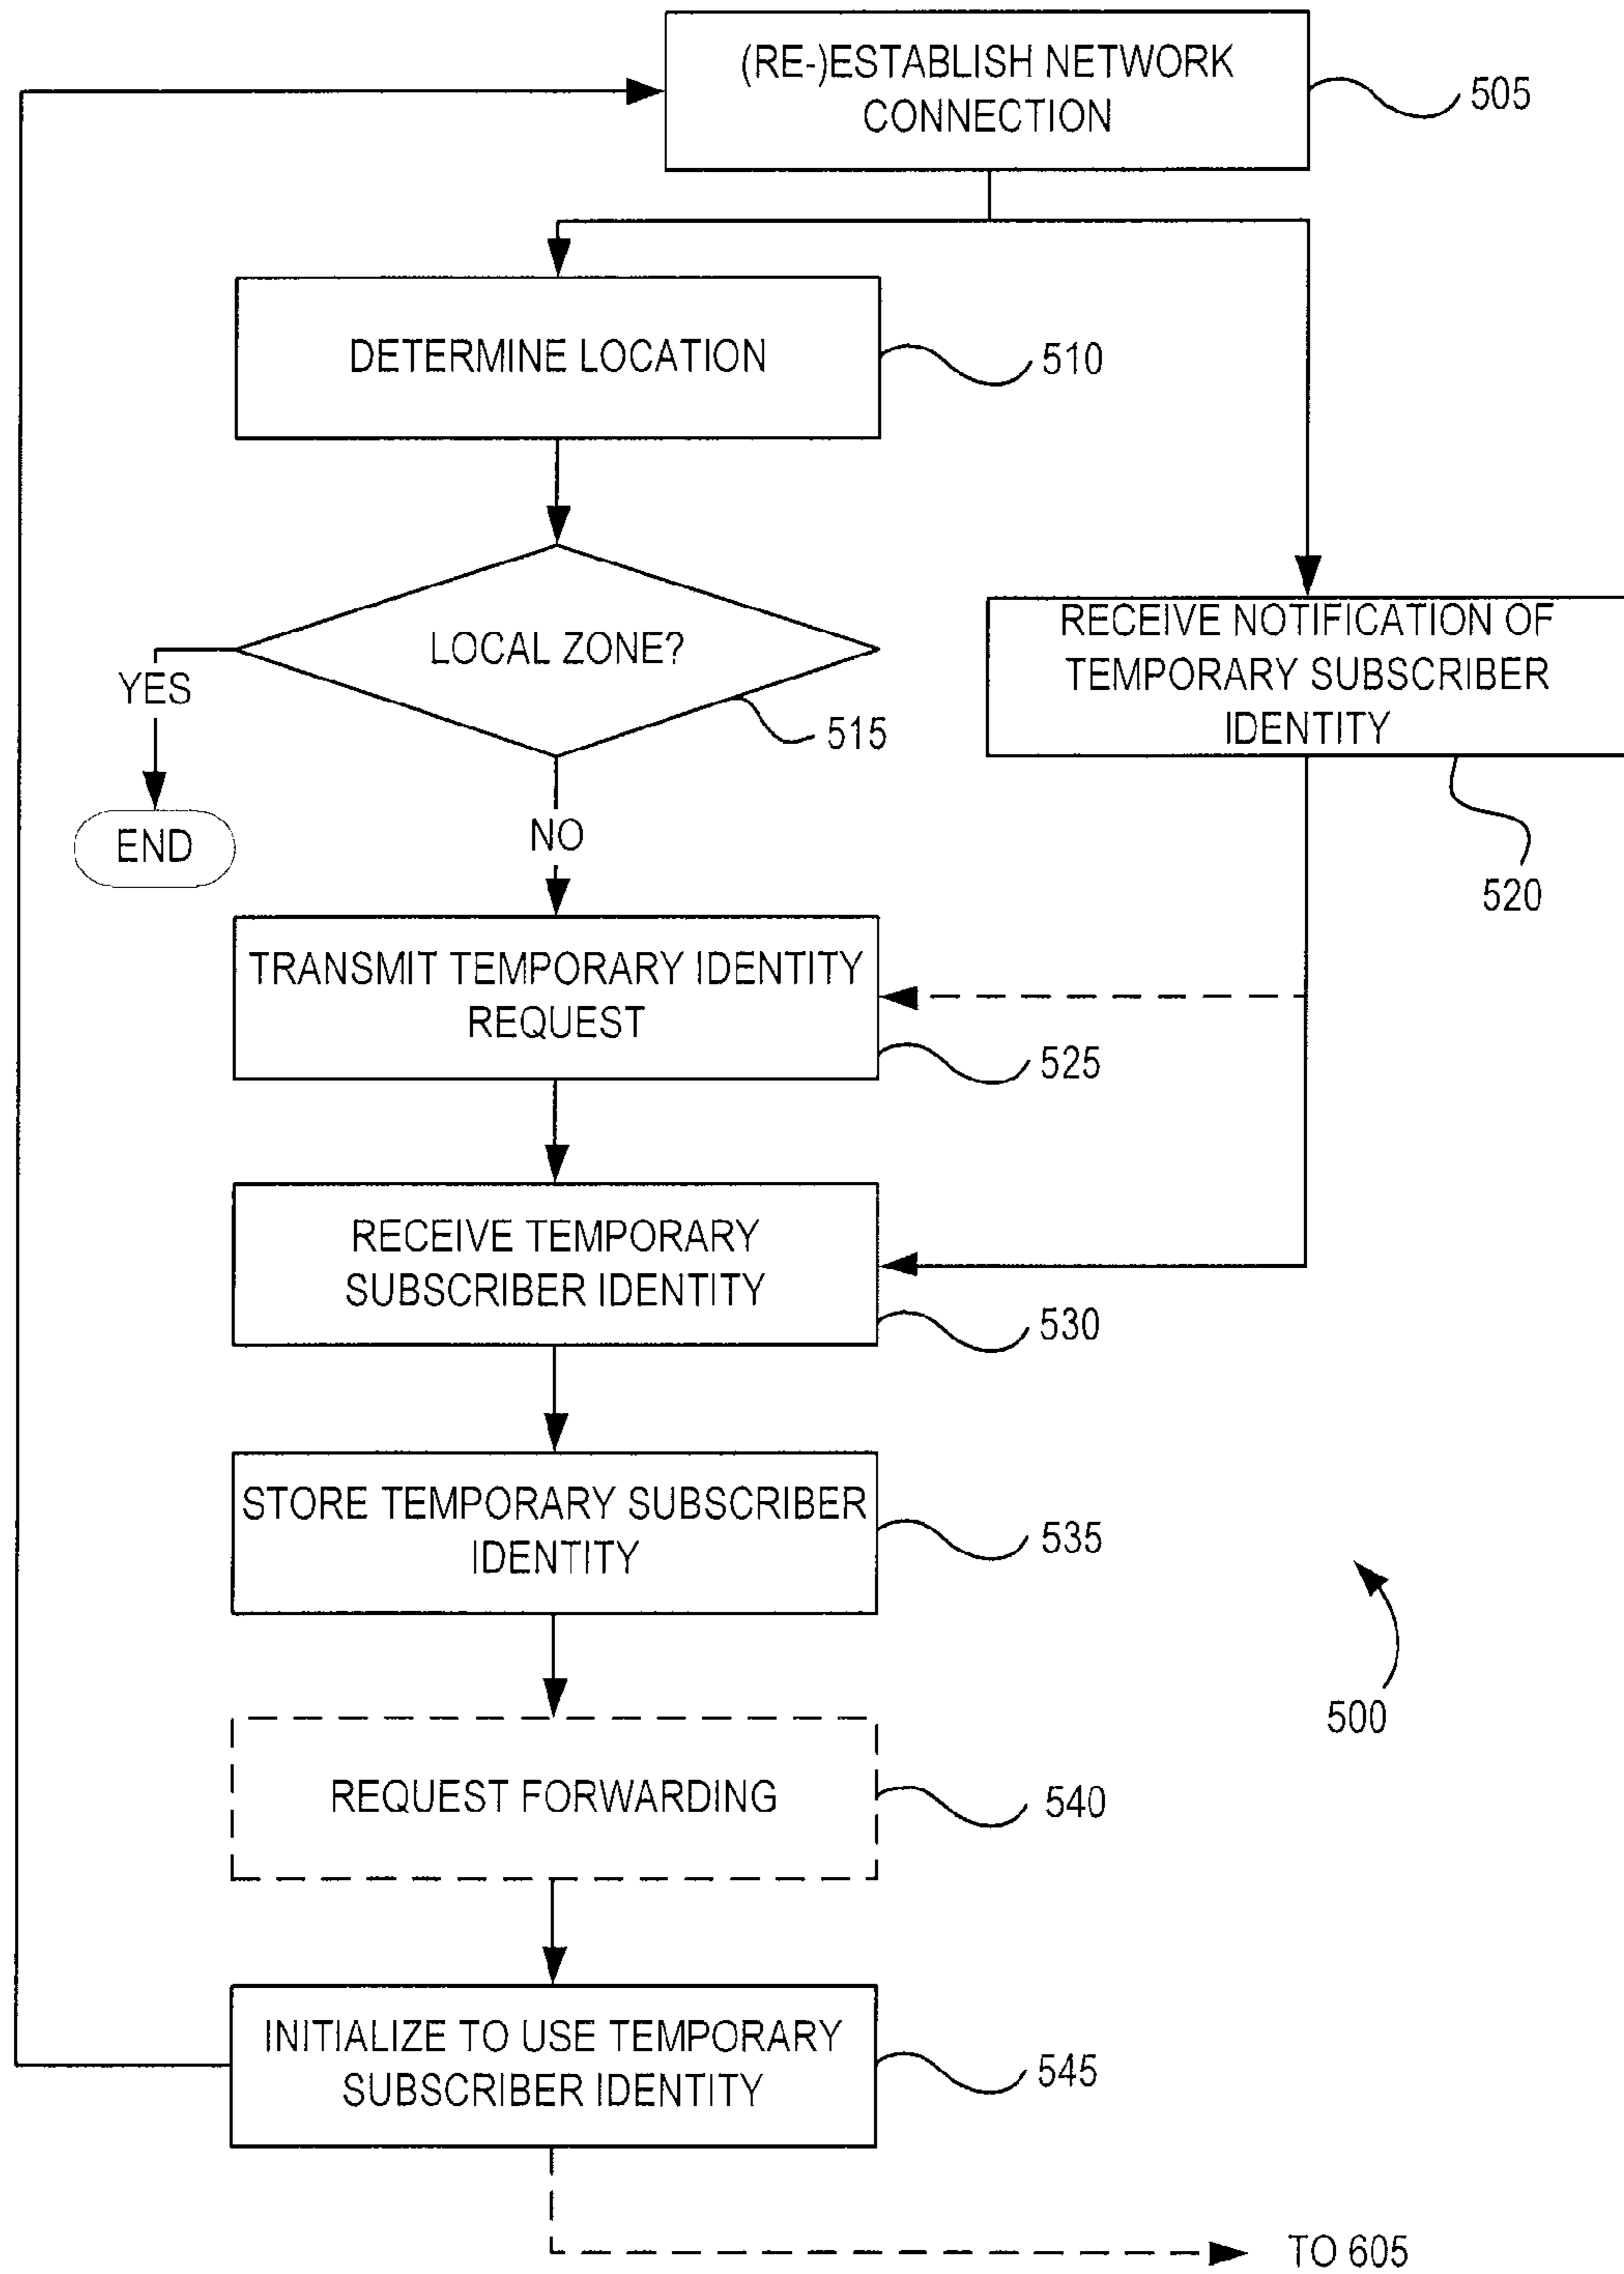 (RE-)ESTABLISH NETWORK
CONNECTION
505
DETERMINE LOCATION
510
LOCAL ZONE?
515
YES
END
NO
RECEIVE NOTIFICATION OF
TEMPORARY SUBSCRIBER
IDENTITY
520
TRANSMIT TEMPORARY IDENTITY
REQUEST
525
RECEIVE TEMPORARY
SUBSCRIBER IDENTITY
530
STORE TEMPORARY SUBSCRIBER
IDENTITY
535
500
REQUEST FORWARDING
540
INITIALIZE TO USE TEMPORARY
SUBSCRIBER IDENTITY
545
TO 605